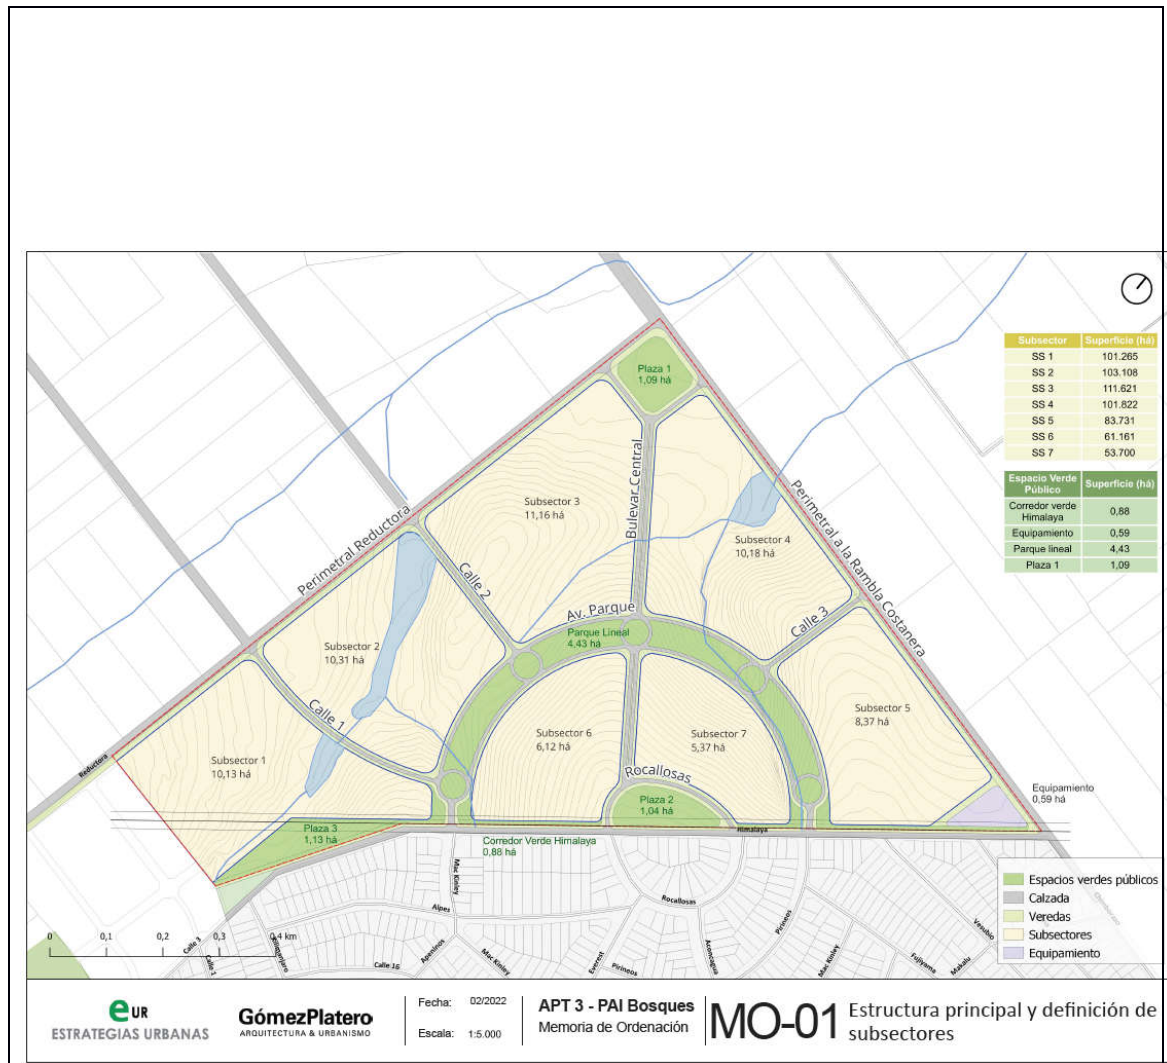 Subsector Superficie (há)
SS 1 101.265
SS 2 103.108
SS 3 111.621
SS 4 101.822
SS 5 83.731
SS 6 61.161
SS 7 53.700
Espacio Verde
Público
Superficie (há)
Corredor verde
Himalaya
0,88
Equipamiento 0,59
Parque lineal 4,43
Plaza 1 1,09
Plaza 1
1,09 há
Perimetral Reductora
Perimetral a la Rambla Costanera
Bulevar Central
Subsector 3
11,16 há
Subsector 4
10,18 há
Calle 2
Av. Parque
Calle 3
Parque Lineal
4,43 há
Subsector 2
10,31 há
Calle 1
Subsector 1
10,13 há
Subsector 6
6,12 há
Subsector 7
5,37 há
Subsector 5
8,37 há
Reductora
Rocallosas
Plaza 2
1,04 há
Plaza 3
1,13 há
Himalaya
Equipamiento
0,59 há
Corredor Verde Himalaya
0,88 há
Mac Kinley
Alpes
Rocallosas
Pirineos
Calle 3
Kilimanjaro
Calle 1
Calle 16
Apeninos
Mac Kinley
Everest
Pirineos
Aconcagua
Mac Kinley
Fujiyama
Makalu
Vesubio
0 0,1 0,2 0,3 0,4 km
Espacios verdes públicos
Calzada
Veredas
Subsectores
Equipamiento
eUR
ESTRATEGIAS URBANAS
GómezPlatero
ARQUITECTURA & URBANISMO
Fecha: 02/2022
Escala: 1:5.000
APT 3 - PAI Bosques
Memoria de Ordenación
MO-01
Estructura principal y definición de
subsectores